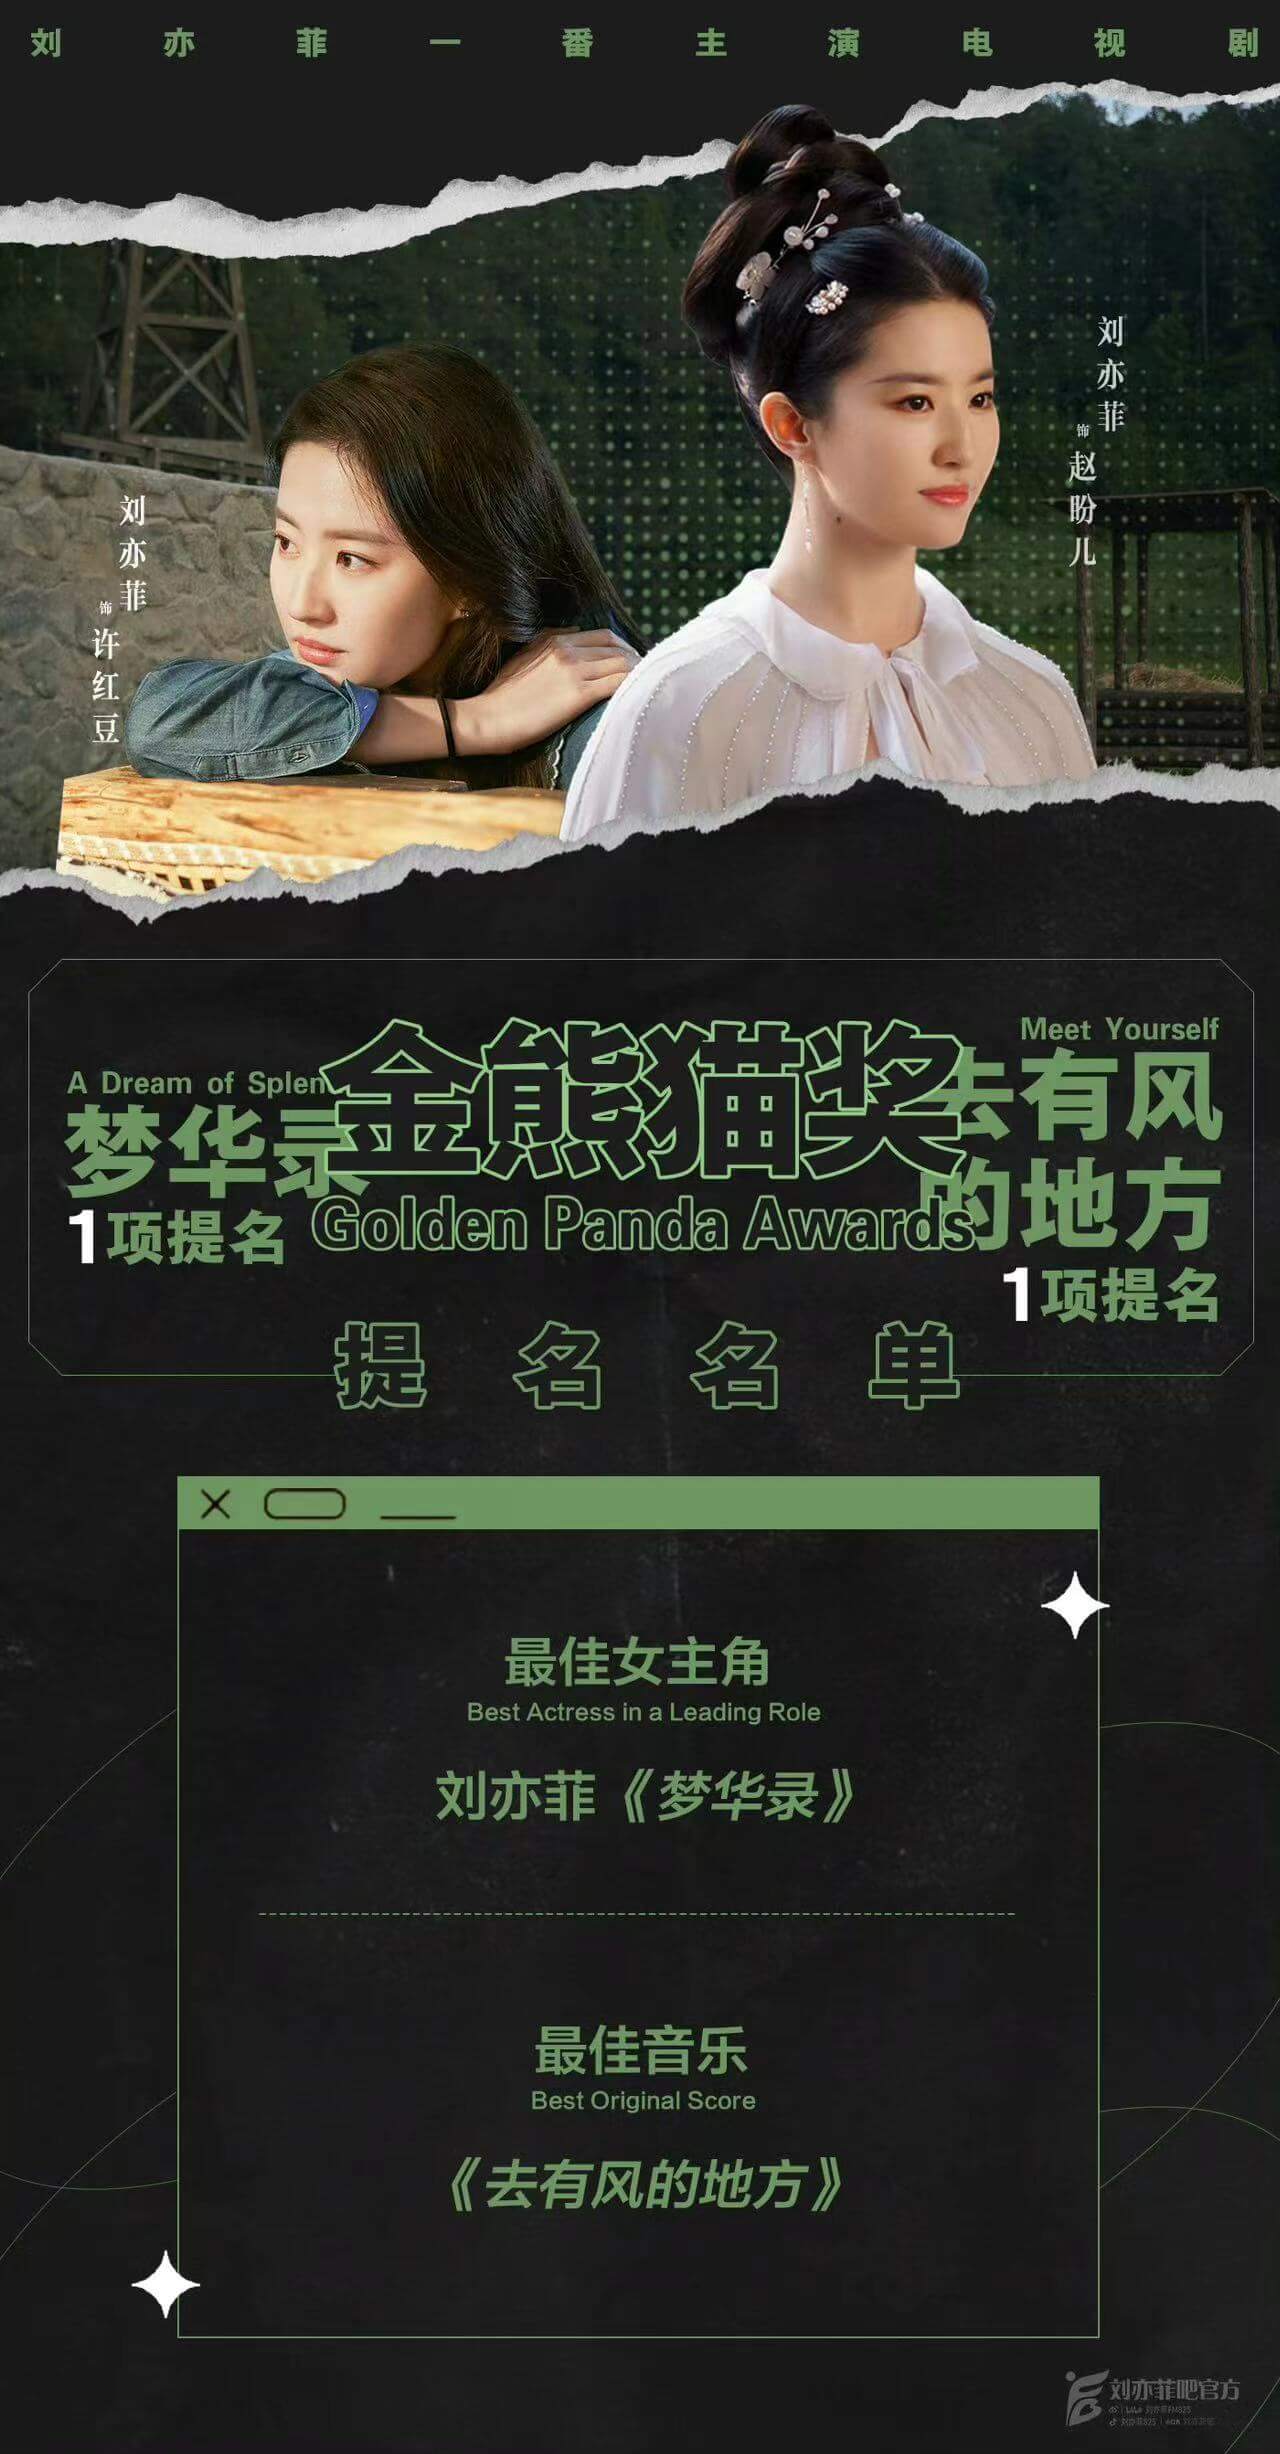 刘亦菲一番主演电视剧
刘亦菲
饰
赵盼儿
刘亦菲
饰
许红豆
A Dream of Splen
梦华录
1项提名
金熊猫奖
Golden Panda Awards
Meet Yourself
去有风
的地方
1项提名
提名名单
最佳女主角
Best Actress in a Leading Role
刘亦菲《梦华录》
最佳音乐
Best Original Score
《去有风的地方》
刘亦菲吧官方